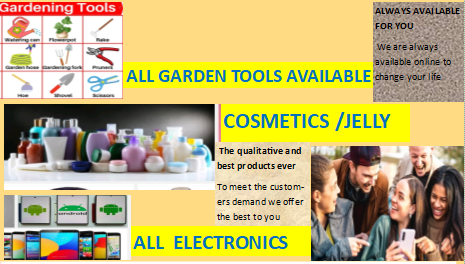 Gardening Tools
Watering can Flowerpot Rake
Garden hose Gardening fork Pruners
Hoe Shovel Scissors
ALL GARDEN TOOLS AVAILABLE
ALWAYS AVAILABLE
FOR YOU
We are always
available online to
change your life.
COSMETICS /JELLY
The qualitative and
best products ever
To meet the custom-
ers demand we offer
the best to you
android
ALL ELECTRONICS